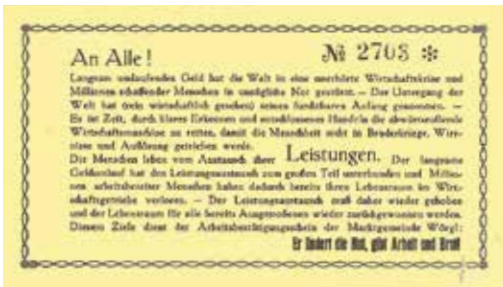 An Alle!
№ 2703 *
Langsam umlaufendes Geld hat die Welt in eine unerhörte Wirtschaftskrise und
Millionen schaffender Menschen in unsägliche Not gestürzt. — Der Untergang der
Welt hat (rein wirtschaftlich gesehen) seinen furchtbaren Anfang genommen. —
Es ist Zeit, durch klares Erkennen und entschlossenes Handeln die abwärtsrollende
Wirtschaftsmaschine zu retten, damit die Menschheit nicht in Bruderkriege, Wirr-
nisse und Auflösung getrieben werde.
Die Menschen leben vom Austausch ihrer Leistungen. Der langsame
Geldumlauf hat den Leistungsaustausch zum großen Teil unterbunden und Millio-
nen arbeitsbereiter Menschen haben dadurch bereits ihren Lebensraum im Wirt-
schaftsgetriebe verloren. — Der Leistungsaustausch muß daher wieder gehoben
und der Lebensraum für alle bereits Ausgestoßenen wieder zurückgewonnen werden.
Diesem Ziele dient der Arbeitsbestätigungsschein der Marktgemeinde Wörgl:
Er lindert die Not, gibt Arbeit und Brot!